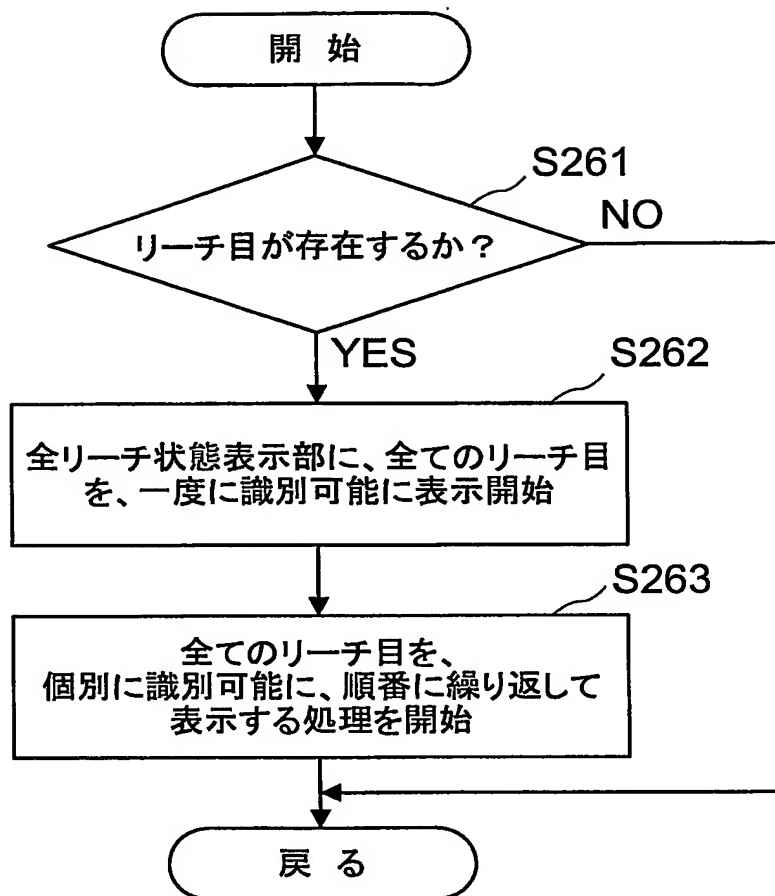 開 始
S261
リーチ目が存在するか？
NO
YES
S262
全リーチ状態表示部に、全てのリーチ目
を、一度に識別可能に表示開始
S263
全てのリーチ目を、
個別に識別可能に、順番に繰り返して
表示する処理を開始
戻 る